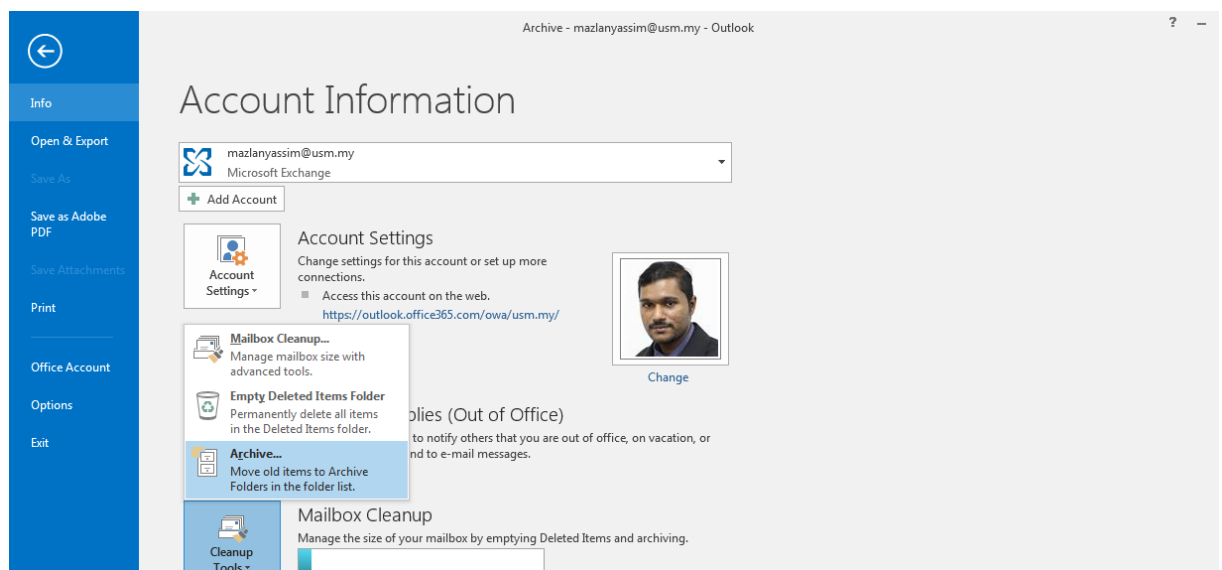 Archive - mazlanyassim@usm.my - Outlook
?
Info
Open & Export
Save As
Save as Adobe
PDF
Save Attachments
Print
Office Account
Options
Exit
Account Information
mazlanyassim@usm.my
Microsoft Exchange
Add Account
Account
Settings
Account Settings
Change settings for this account or set up more
connections.
Access this account on the web.
https://outlook.office365.com/owa/usm.my/
Change
Mailbox Cleanup...
Manage mailbox size with
advanced tools.
Empty Deleted Items Folder
Permanently delete all items
in the Deleted Items folder.
Archive...
Move old items to Archive
Folders in the folder list.
plies (Out of Office)
to notify others that you are out of office, on vacation, or
nd to e-mail messages.
Cleanup
Tools
Mailbox Cleanup
Manage the size of your mailbox by emptying Deleted Items and archiving.